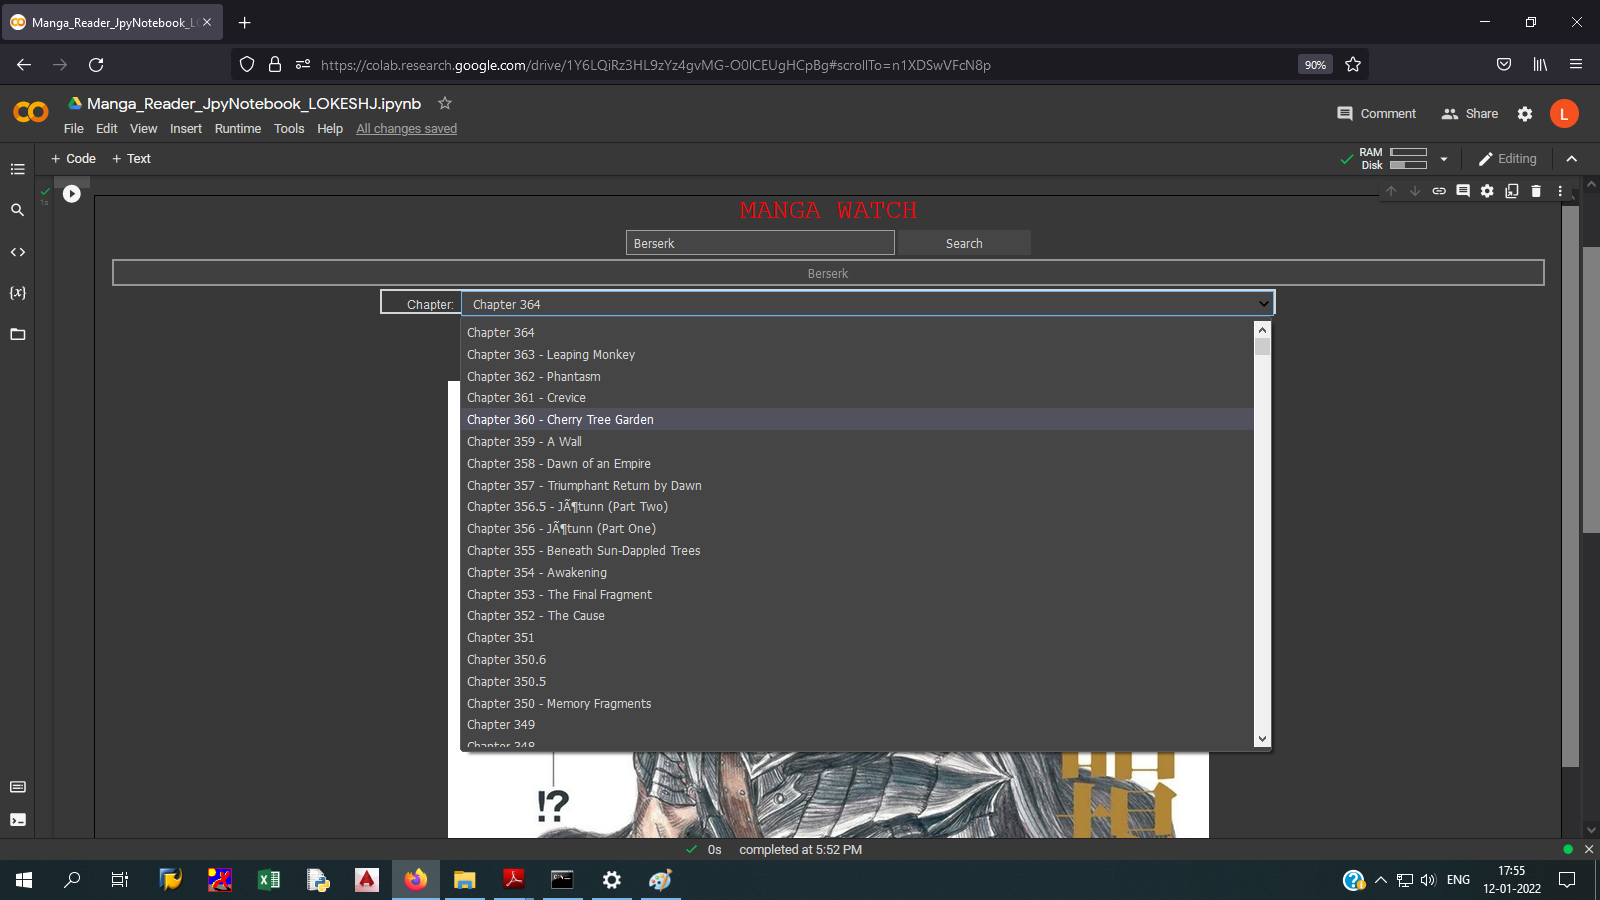 Manga_Reader_JpyNotebook_L
https://colab.research.google.com/drive/1Y6LQiRz3HL9zYz4gvMG-O0ICEUgHCpBg#scrollTo=n1XDSwVFcN8p
90%
Manga_Reader_JpyNotebook_LOKESHJ.ipynb
Comment
Share
L
File Edit View Insert Runtime Tools Help All changes saved
+ Code + Text
RAM
Disk
Editing
1s
MANGA WATCH
Berserk
Search
Berserk
Chapter:
Chapter 364
Chapter 364
Chapter 363 - Leaping Monkey
Chapter 362 - Phantasm
Chapter 361 - Crevice
Chapter 360 - Cherry Tree Garden
Chapter 359 - A Wall
Chapter 358 - Dawn of an Empire
Chapter 357 - Triumphant Return by Dawn
Chapter 356.5 - JÃ¶tunn (Part Two)
Chapter 356 - JÃ¶tunn (Part One)
Chapter 355 - Beneath Sun-Dappled Trees
Chapter 354 - Awakening
Chapter 353 - The Final Fragment
Chapter 352 - The Cause
Chapter 351
Chapter 350.6
Chapter 350.5
Chapter 350 - Memory Fragments
Chapter 349
Chapter 348
!?
0s completed at 5:52 PM
ENG
17:55
12-01-2022